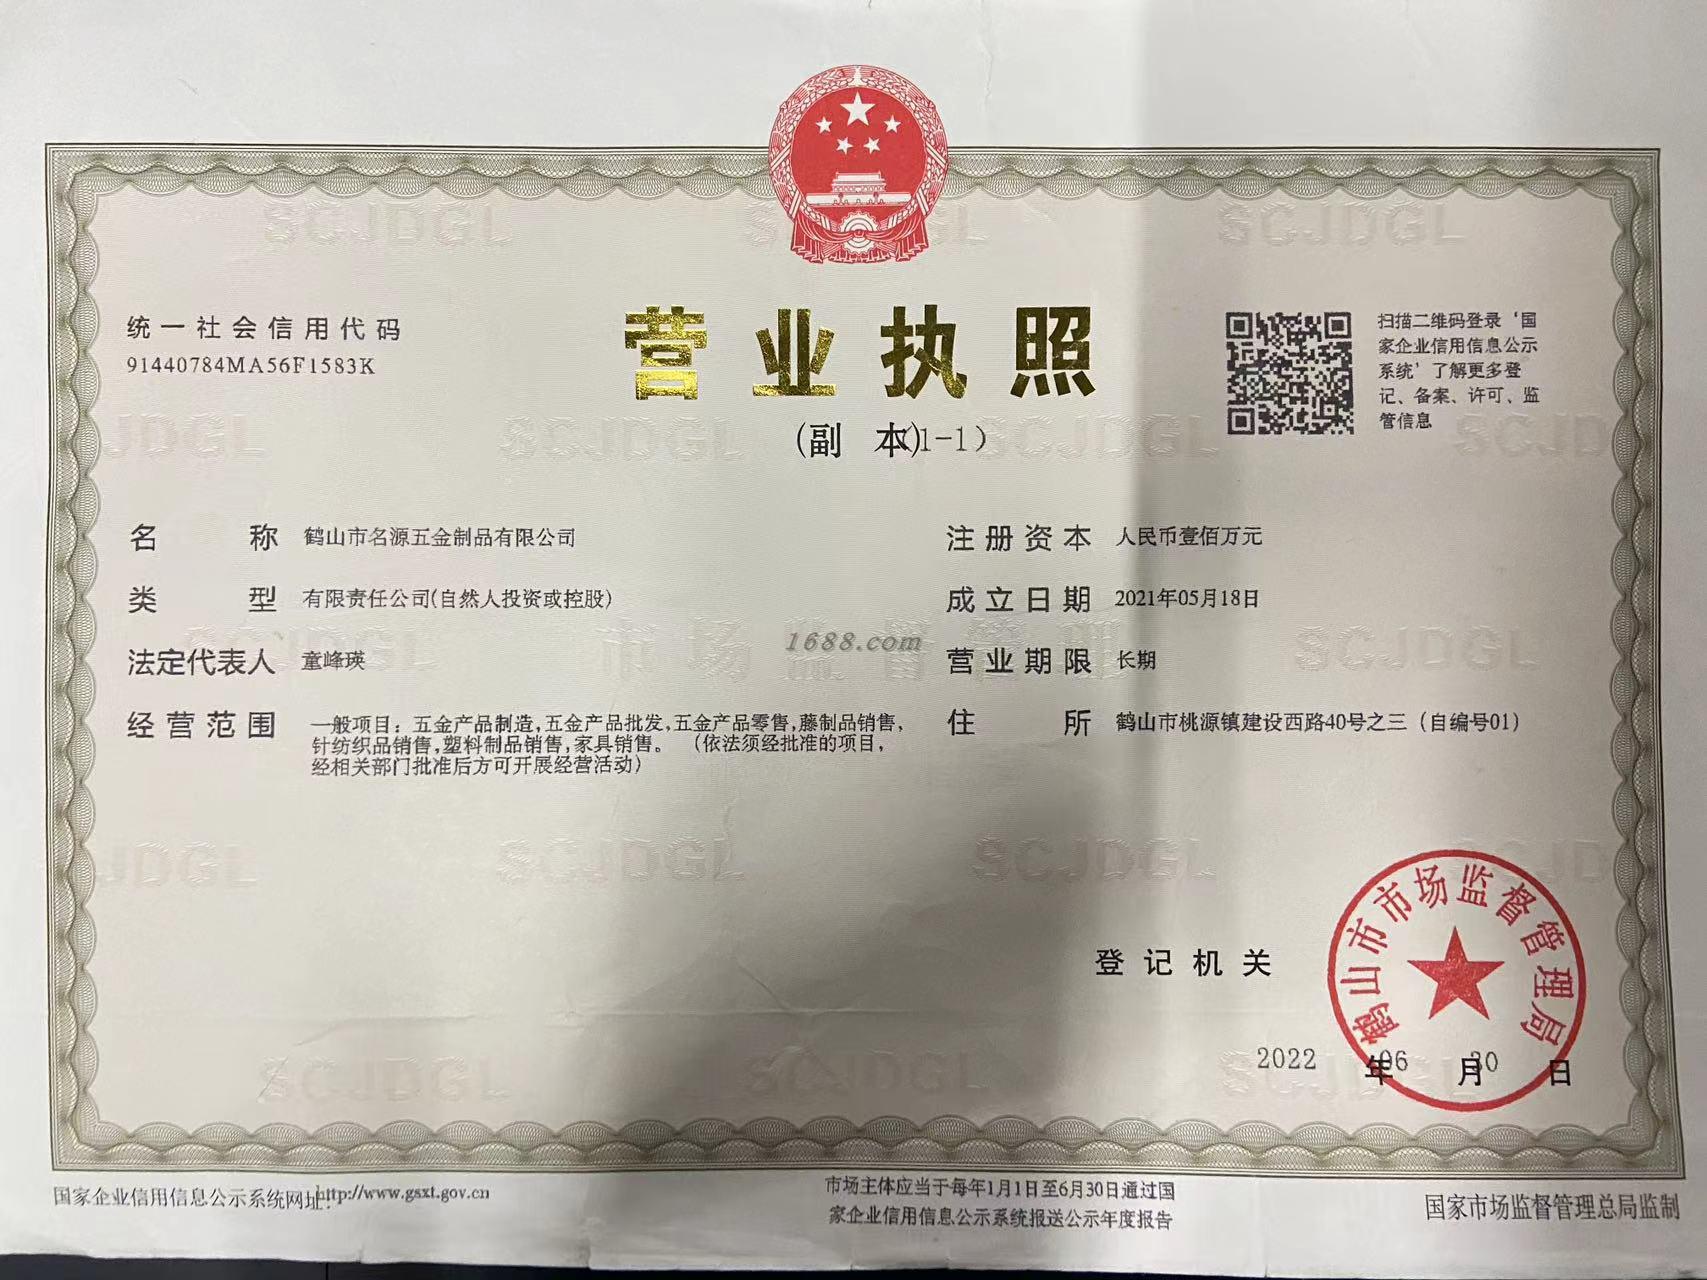 统一社会信用代码
91440784MA56F1583K
营业执照
(副 本)(1-1)
扫描二维码登录‘国
家企业信用信息公示
系统’了解更多登
记、备案、许可、监
管信息
名 称 鹤山市名源五金制品有限公司
类 型 有限责任公司(自然人投资或控股)
法定代表人 童峰瑛
经营范围 一般项目：五金产品制造,五金产品批发,五金产品零售,藤制品销售,
针纺织品销售,塑料制品销售,家具销售。（依法须经批准的项目,
经相关部门批准后方可开展经营活动）
注册资本 人民币壹佰万元
成立日期 2021年05月18日
营业期限 长期
住 所 鹤山市桃源镇建设西路40号之三（自编号01）
1688.com
SCJDGL
市场监督管理
登记机关
鹤山市市场监督管理局
2022 年 06 月 30 日
国家企业信用信息公示系统网址:http://www.gsxt.gov.cn
市场主体应当于每年1月1日至6月30日通过国
家企业信用信息公示系统报送公示年度报告
国家市场监督管理总局监制